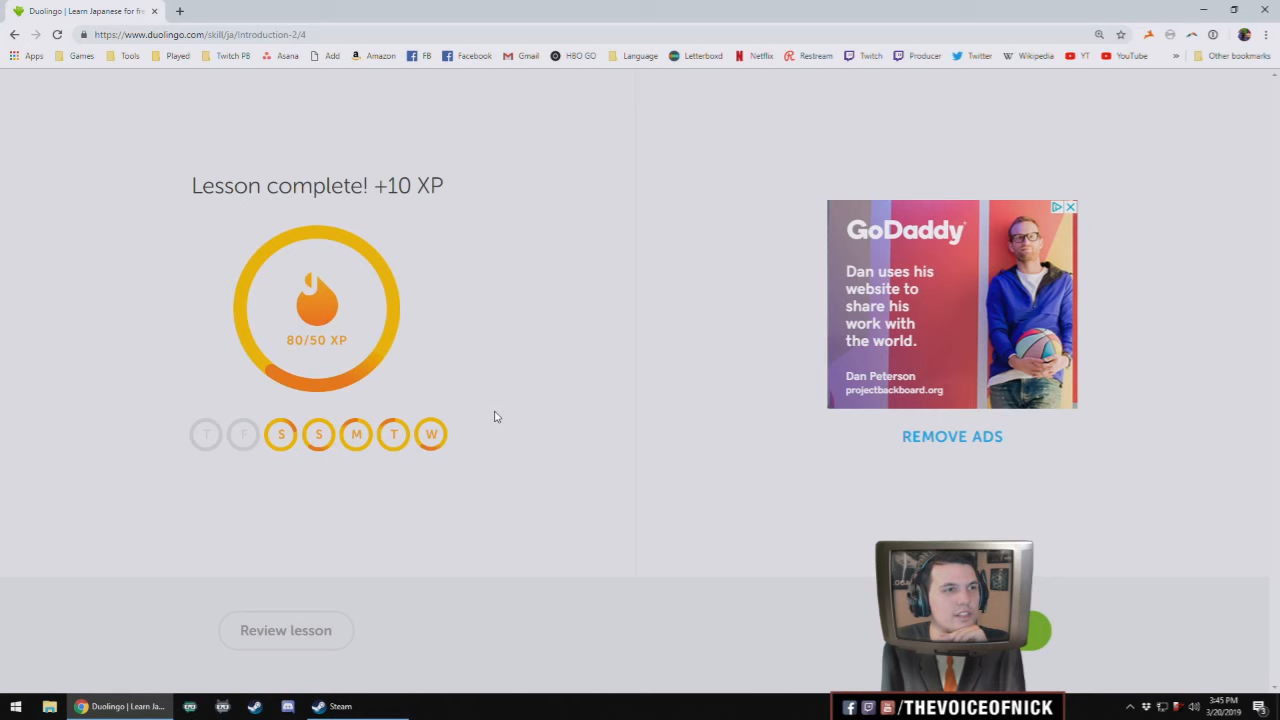 Duolingo | Learn Japanese for fre
https://www.duolingo.com/skill/ja/Introduction-2/4
Apps Games Tools Played Twitch PB Asana Add Amazon FB Facebook Gmail HBO GO Language Letterboxd Netflix Restream Twitch Producer Twitter Wikipedia YT YouTube » Other bookmarks
Lesson complete! +10 XP
80/50 XP
T F S S M T W
GoDaddy
Dan uses his
website to
share his
work with
the world.
Dan Peterson
projectbackboard.org
REMOVE ADS
Review lesson
Duolingo | Learn Ja...
Steam
/THEVOICEOFNICK
3:45 PM
3/20/2019